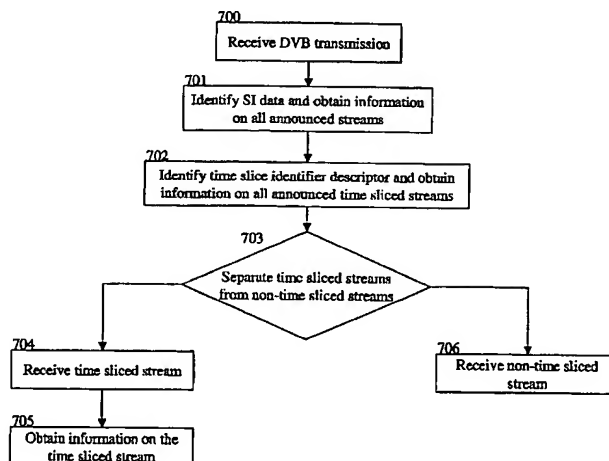 700
Receive DVB transmission
701
Identify SI data and obtain information
on all announced streams
702
Identify time slice identifier descriptor and obtain
information on all announced time sliced streams
703
Separate time sliced streams
from non-time sliced streams
704
Receive time sliced stream
706
Receive non-time sliced
stream
705
Obtain information on the
time sliced stream